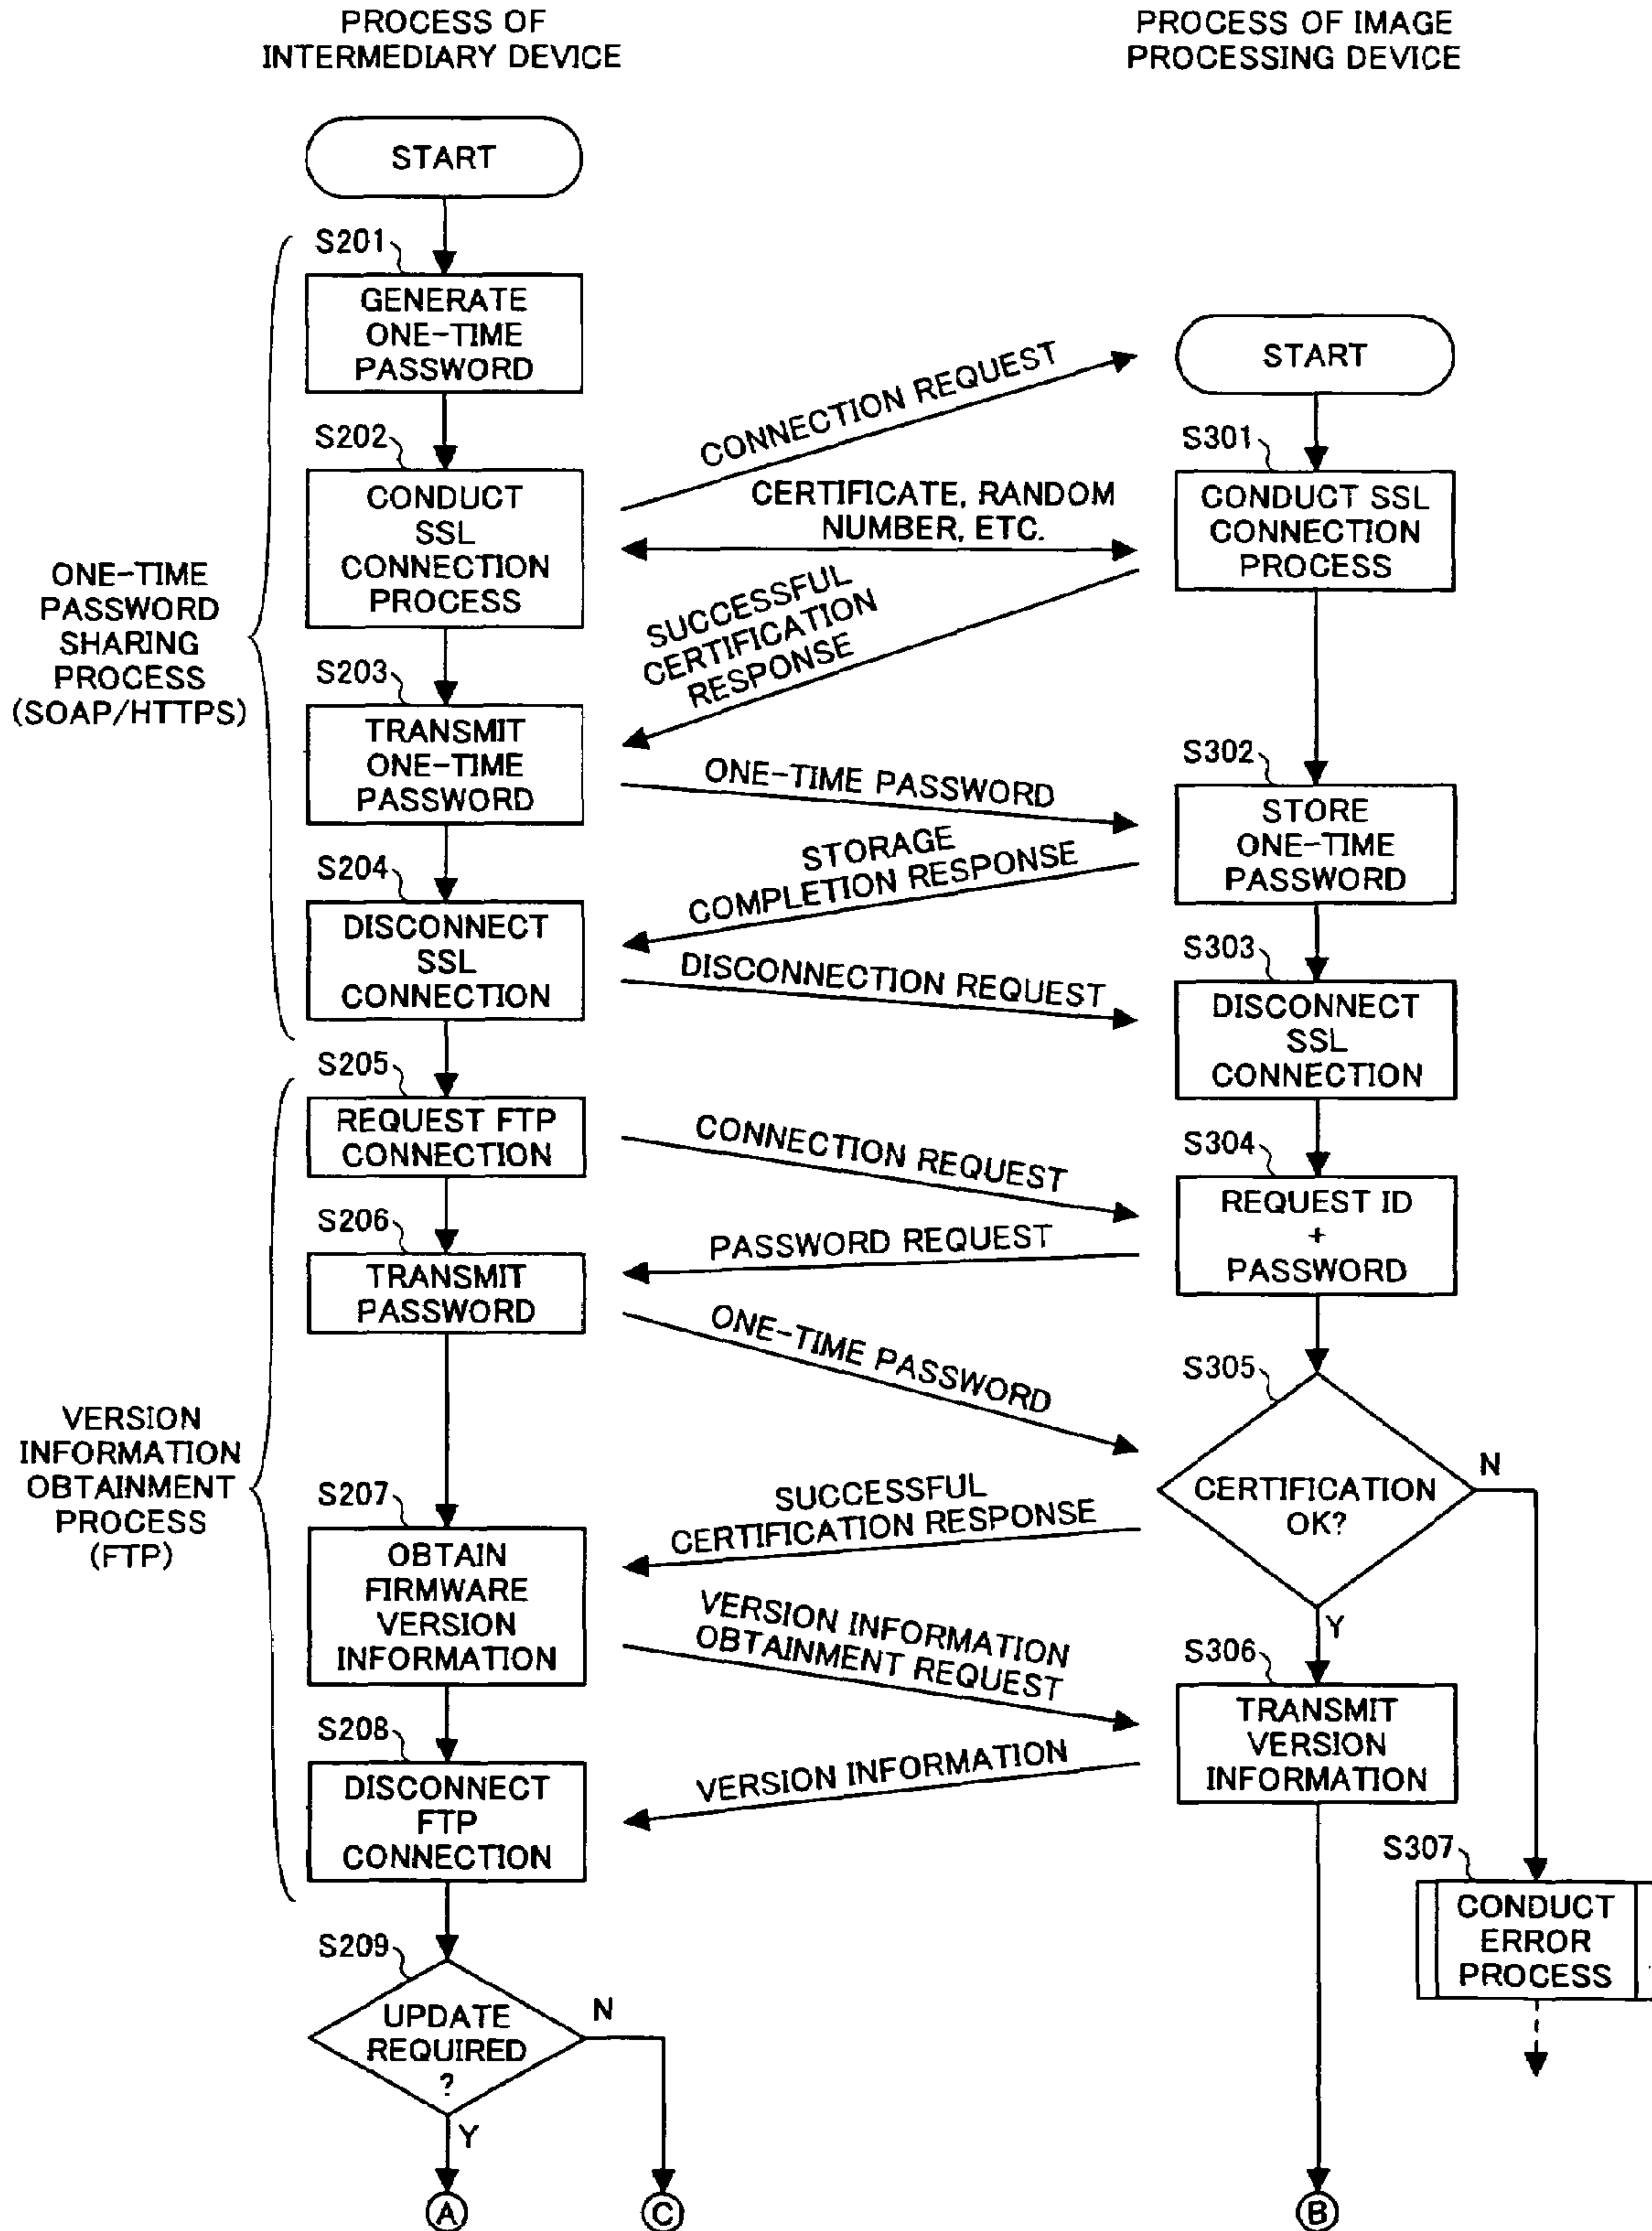 PROCESS OF
INTERMEDIARY DEVICE
PROCESS OF IMAGE
PROCESSING DEVICE
START
S201
GENERATE
ONE-TIME
PASSWORD
START
CONNECTION REQUEST
S202
CONDUCT
SSL
CONNECTION
PROCESS
CERTIFICATE, RANDOM
NUMBER, ETC.
S301
CONDUCT SSL
CONNECTION
PROCESS
ONE-TIME
PASSWORD
SHARING
PROCESS
(SOAP/HTTPS)
SUCCESSFUL
CERTIFICATION
RESPONSE
S203
TRANSMIT
ONE-TIME
PASSWORD
ONE-TIME PASSWORD
S302
STORE
ONE-TIME
PASSWORD
STORAGE
COMPLETION RESPONSE
S204
DISCONNECT
SSL
CONNECTION
DISCONNECTION REQUEST
S303
DISCONNECT
SSL
CONNECTION
S205
REQUEST FTP
CONNECTION
CONNECTION REQUEST
S304
REQUEST ID
+
PASSWORD
PASSWORD REQUEST
S206
TRANSMIT
PASSWORD
ONE-TIME PASSWORD
S305
CERTIFICATION
OK?
N
Y
VERSION
INFORMATION
OBTAINMENT
PROCESS
(FTP)
SUCCESSFUL
CERTIFICATION RESPONSE
S207
OBTAIN
FIRMWARE
VERSION
INFORMATION
VERSION INFORMATION
OBTAINMENT REQUEST
S306
TRANSMIT
VERSION
INFORMATION
VERSION INFORMATION
S208
DISCONNECT
FTP
CONNECTION
S307
CONDUCT
ERROR
PROCESS
S209
UPDATE
REQUIRED
?
N
Y
A
C
B